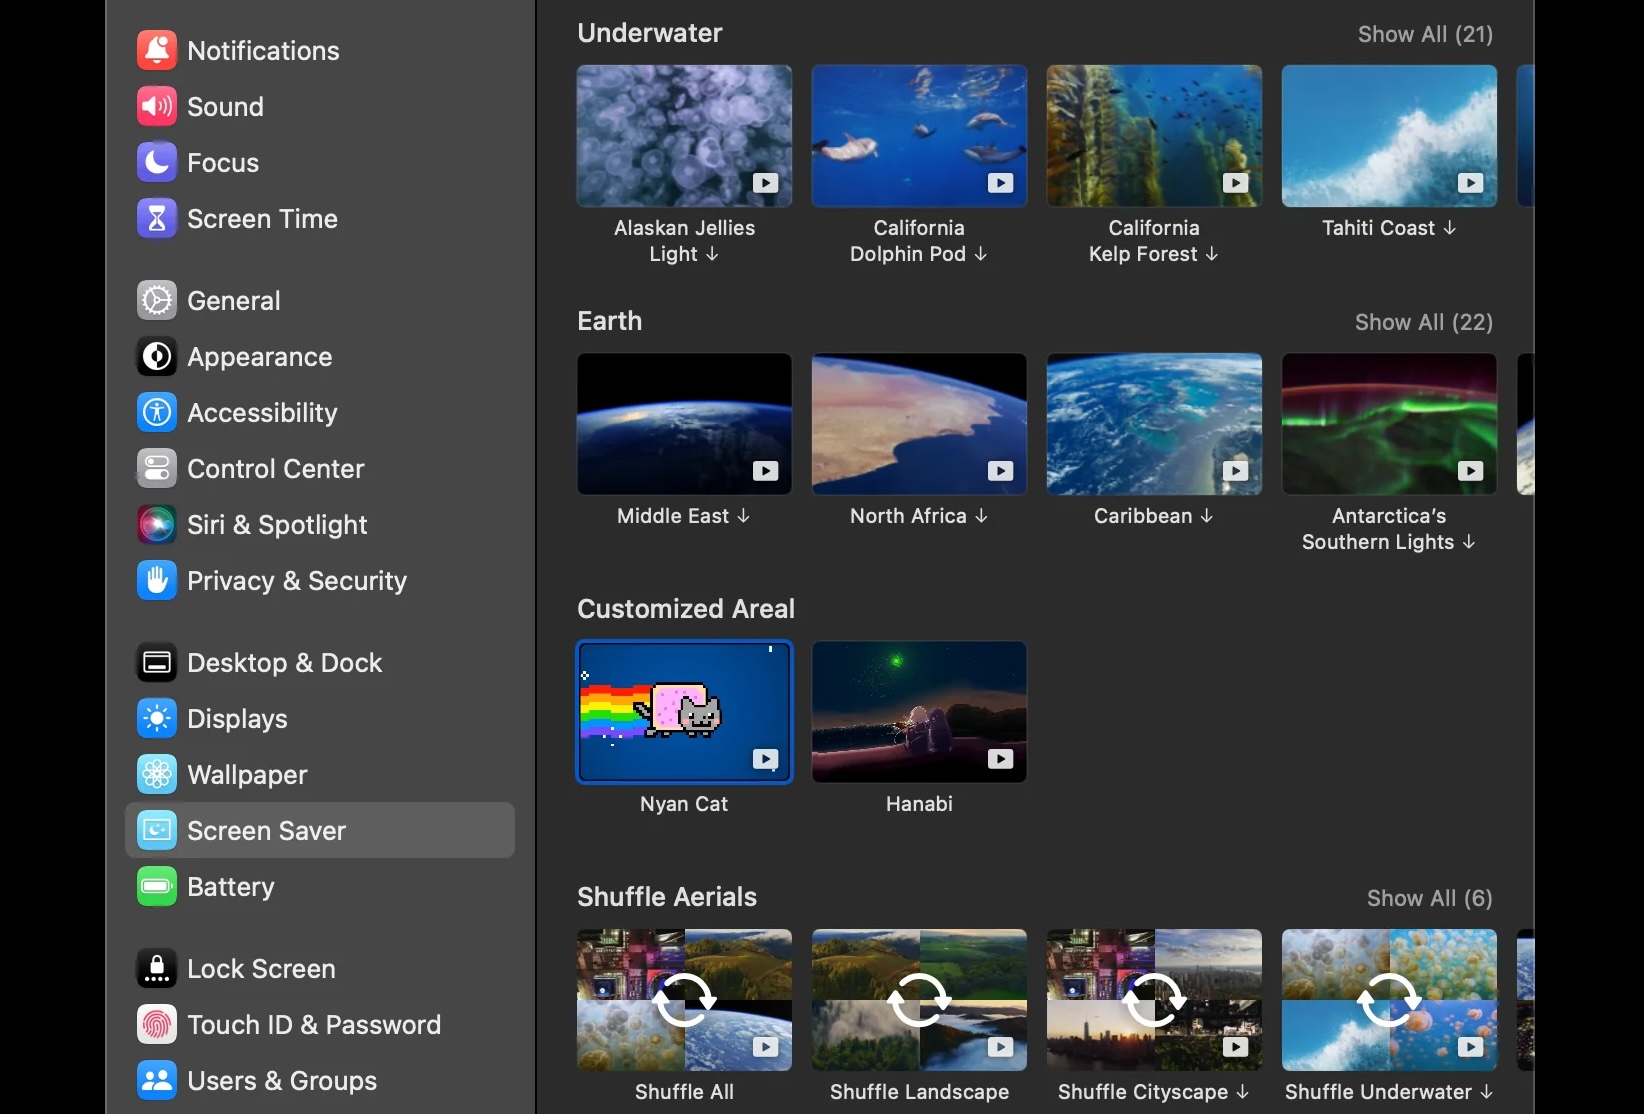 Notifications
Sound
Focus
Screen Time
General
Appearance
Accessibility
Control Center
Siri & Spotlight
Privacy & Security
Desktop & Dock
Displays
Wallpaper
Screen Saver
Battery
Lock Screen
Touch ID & Password
Users & Groups
Underwater
Show All (21)
Alaskan Jellies
Light ↓
California
Dolphin Pod ↓
California
Kelp Forest ↓
Tahiti Coast ↓
Earth
Show All (22)
Middle East ↓
North Africa ↓
Caribbean ↓
Antarctica’s
Southern Lights ↓
Customized Areal
Nyan Cat
Hanabi
Shuffle Aerials
Show All (6)
Shuffle All
Shuffle Landscape
Shuffle Cityscape ↓
Shuffle Underwater ↓